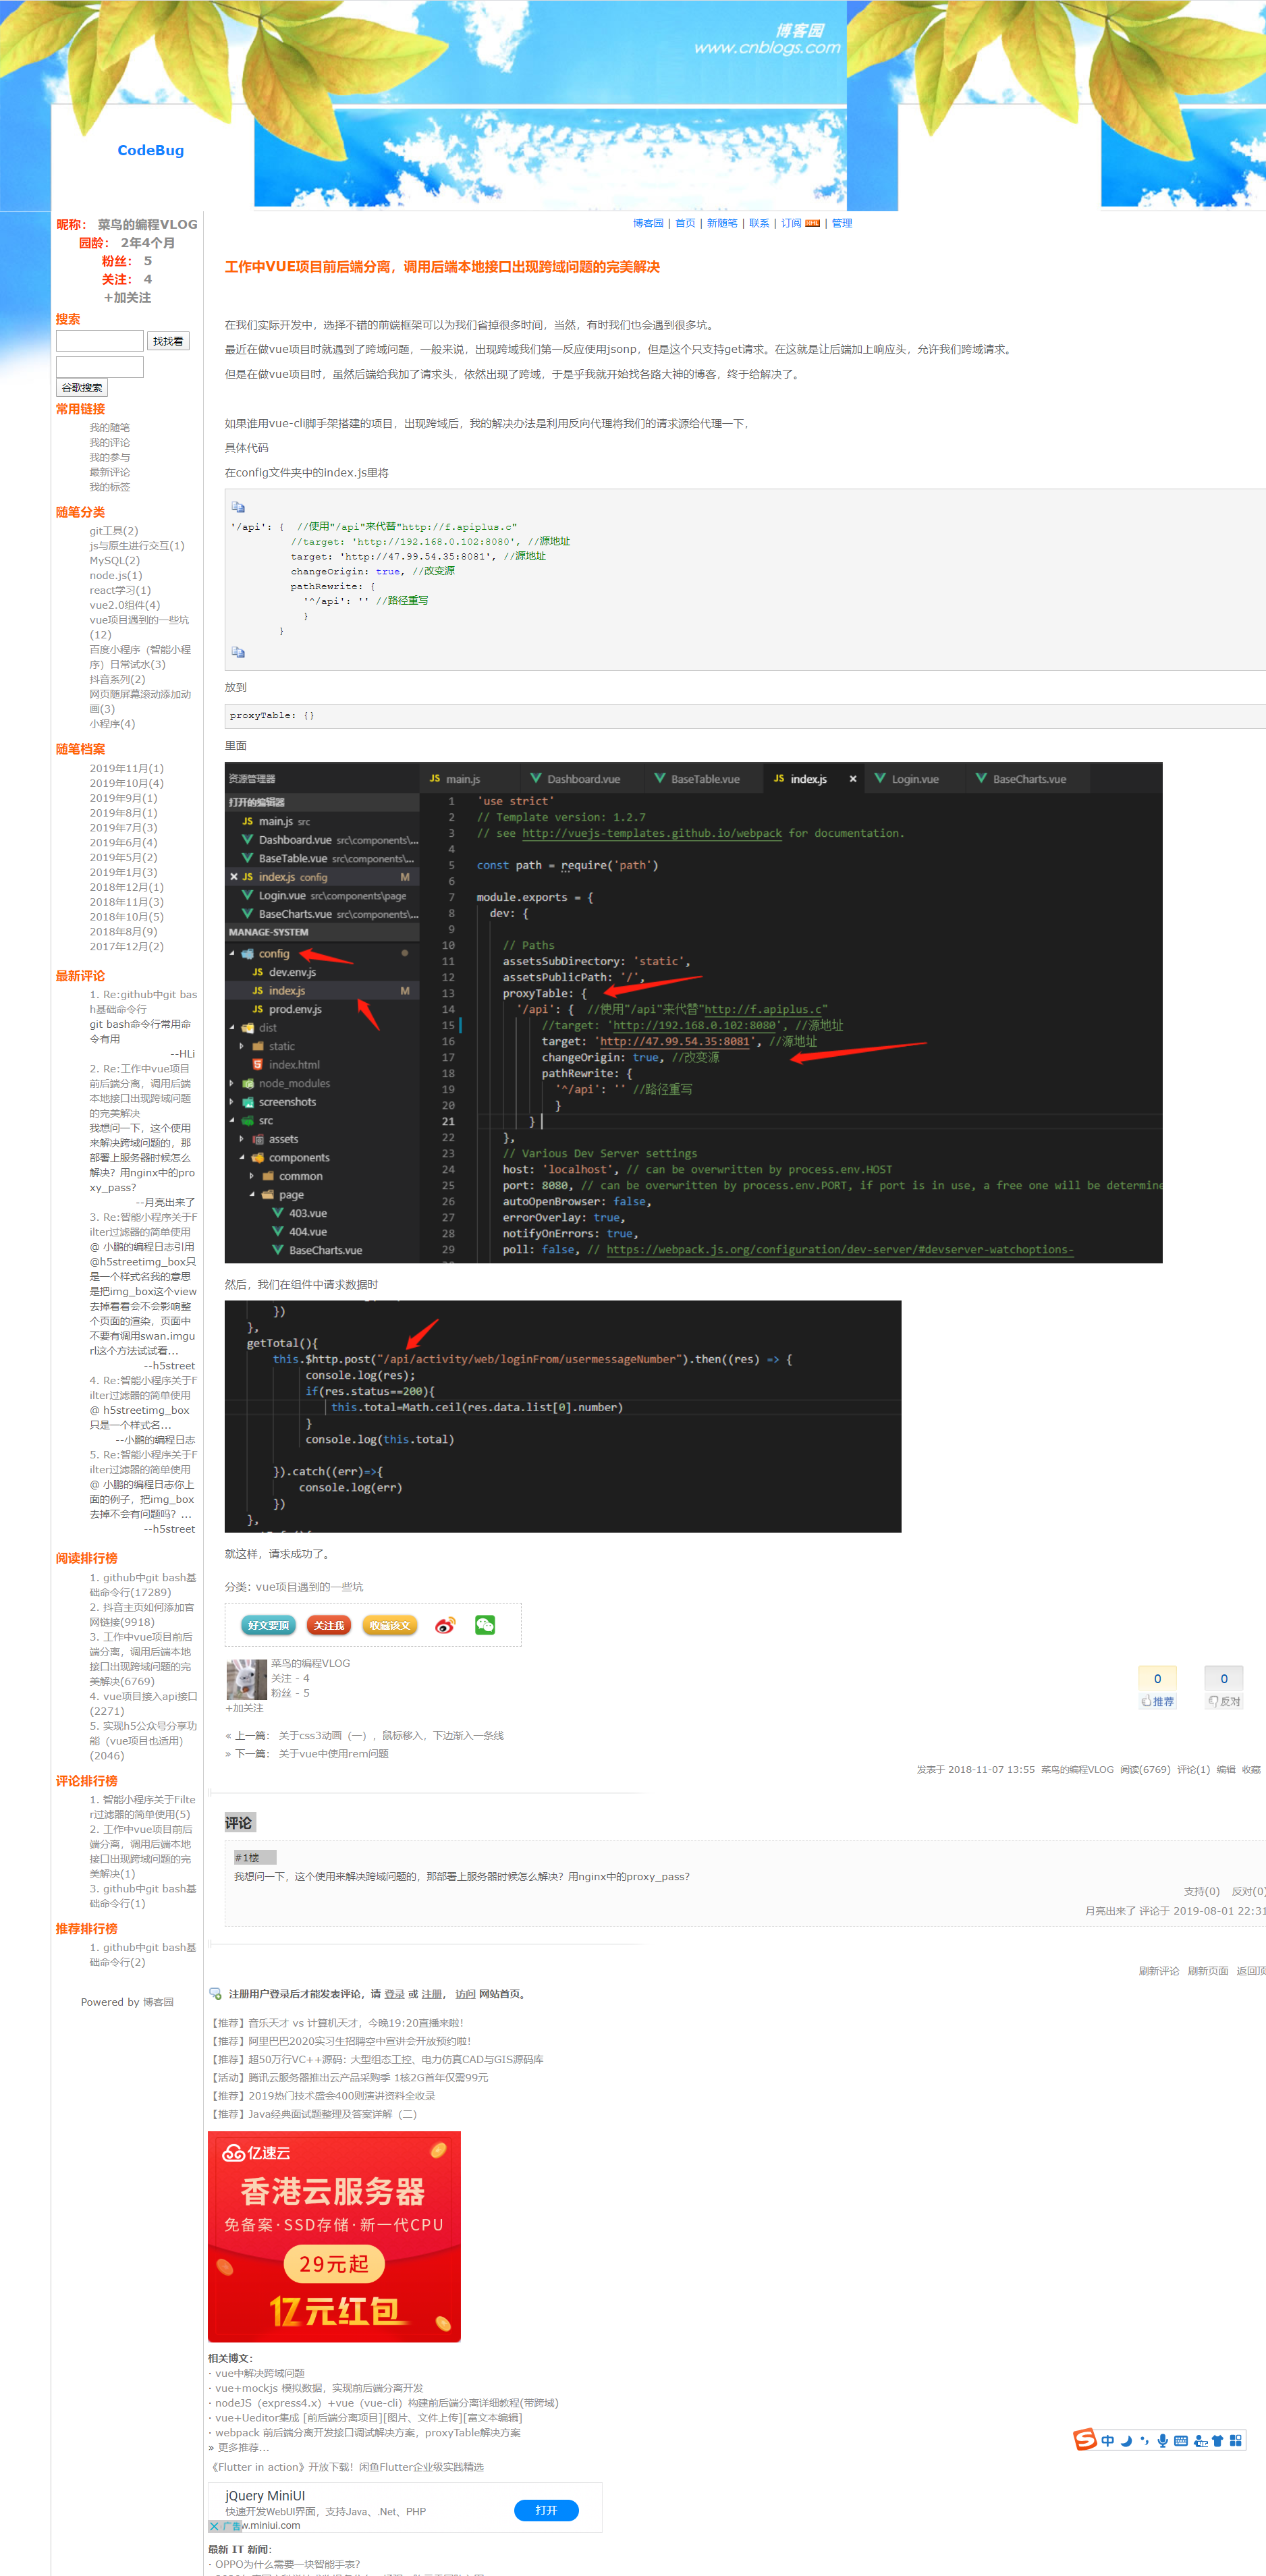 博客园
www.cnblogs.com
CodeBug
博客园 | 首页 | 新随笔 | 联系 | 订阅 XML | 管理
昵称： 菜鸟的编程VLOG
园龄： 2年4个月
粉丝： 5
关注： 4
+加关注
搜索
找找看
谷歌搜索
常用链接
我的随笔
我的评论
我的参与
最新评论
我的标签
随笔分类
git工具(2)
js与原生进行交互(1)
MySQL(2)
node.js(1)
react学习(1)
vue2.0组件(4)
vue项目遇到的一些坑
(12)
百度小程序（智能小程
序）日常试水(3)
抖音系列(2)
网页随屏幕滚动添加动
画(3)
小程序(4)
随笔档案
2019年11月(1)
2019年10月(4)
2019年9月(1)
2019年8月(1)
2019年7月(3)
2019年6月(4)
2019年5月(2)
2019年1月(3)
2018年12月(1)
2018年11月(3)
2018年10月(5)
2018年8月(9)
2017年12月(2)
最新评论
1. Re:github中git bas
h基础命令行
git bash命令行常用命
令有用
--HLi
2. Re:工作中vue项目
前后端分离，调用后端
本地接口出现跨域问题
的完美解决
我想问一下，这个使用
来解决跨域问题的，那
部署上服务器时候怎么
解决？用nginx中的pro
xy_pass?
--月亮出来了
3. Re:智能小程序关于F
ilter过滤器的简单使用
@ 小鹏的编程日志引用
@h5streetimg_box只
是一个样式名我的意思
是把img_box这个view
去掉看看会不会影响整
个页面的渲染，页面中
不要有调用swan.imgu
rl这个方法试试看...
--h5street
4. Re:智能小程序关于F
ilter过滤器的简单使用
@ h5streetimg_box
只是一个样式名...
--小鹏的编程日志
5. Re:智能小程序关于F
ilter过滤器的简单使用
@ 小鹏的编程日志你上
面的例子，把img_box
去掉不会有问题吗？...
--h5street
阅读排行榜
1. github中git bash基
础命令行(17289)
2. 抖音主页如何添加官
网链接(9918)
3. 工作中vue项目前后
端分离，调用后端本地
接口出现跨域问题的完
美解决(6769)
4. vue项目接入api接口
(2271)
5. 实现h5公众号分享功
能（vue项目也适用）
(2046)
评论排行榜
1. 智能小程序关于Filte
r过滤器的简单使用(5)
2. 工作中vue项目前后
端分离，调用后端本地
接口出现跨域问题的完
美解决(1)
3. github中git bash基
础命令行(1)
推荐排行榜
1. github中git bash基
础命令行(2)
Powered by 博客园
工作中VUE项目前后端分离，调用后端本地接口出现跨域问题的完美解决
在我们实际开发中，选择不错的前端框架可以为我们省掉很多时间，当然，有时我们也会遇到很多坑。
最近在做vue项目时就遇到了跨域问题，一般来说，出现跨域我们第一反应使用jsonp，但是这个只支持get请求。在这就是让后端加上响应头，允许我们跨域请求。
但是在做vue项目时，虽然后端给我加了请求头，依然出现了跨域，于是乎我就开始找各路大神的博客，终于给解决了。
如果谁用vue-cli脚手架搭建的项目，出现跨域后，我的解决办法是利用反向代理将我们的请求源给代理一下，
具体代码
在config文件夹中的index.js里将
'/api': {  //使用"/api"来代替"http://f.apiplus.c"
//target: 'http://192.168.0.102:8080', //源地址
target: 'http://47.99.54.35:8081', //源地址
changeOrigin: true, //改变源
pathRewrite: {
'^/api': '' //路径重写
}
}
放到
proxyTable: {}
里面
资源管理器
打开的编辑器
JS main.js src
Dashboard.vue src\components\...
BaseTable.vue src\components\...
× JS index.js config M
Login.vue src\components\page
BaseCharts.vue src\components\...
MANAGE-SYSTEM
config
JS dev.env.js
JS index.js M
JS prod.env.js
dist
static
index.html
node_modules
screenshots
src
assets
components
common
page
403.vue
404.vue
BaseCharts.vue
JS main.js Dashboard.vue BaseTable.vue JS index.js × Login.vue BaseCharts.vue
1 'use strict'
2 // Template version: 1.2.7
3 // see http://vuejs-templates.github.io/webpack for documentation.
4
5 const path = require('path')
6
7 module.exports = {
8 dev: {
9
10 // Paths
11 assetsSubDirectory: 'static',
12 assetsPublicPath: '/',
13 proxyTable: {
14 '/api': {  //使用"/api"来代替"http://f.apiplus.c"
15 //target: 'http://192.168.0.102:8080', //源地址
16 target: 'http://47.99.54.35:8081', //源地址
17 changeOrigin: true, //改变源
18 pathRewrite: {
19 '^/api': '' //路径重写
20 }
21 }
22 },
23 // Various Dev Server settings
24 host: 'localhost', // can be overwritten by process.env.HOST
25 port: 8080, // can be overwritten by process.env.PORT, if port is in use, a free one will be determine
26 autoOpenBrowser: false,
27 errorOverlay: true,
28 notifyOnErrors: true,
29 poll: false, // https://webpack.js.org/configuration/dev-server/#devserver-watchoptions-
然后，我们在组件中请求数据时
})
},
getTotal(){
this.$http.post("/api/activity/web/loginFrom/usermessageNumber").then((res) => {
console.log(res);
if(res.status==200){
this.total=Math.ceil(res.data.list[0].number)
}
console.log(this.total)
}).catch((err)=>{
console.log(err)
})
},
就这样，请求成功了。
分类: vue项目遇到的一些坑
好文要顶 关注我 收藏该文
菜鸟的编程VLOG
关注 - 4
粉丝 - 5
+加关注
0 0
推荐 反对
« 上一篇： 关于css3动画（一），鼠标移入，下边渐入一条线
» 下一篇： 关于vue中使用rem问题
发表于 2018-11-07 13:55 菜鸟的编程VLOG 阅读(6769) 评论(1) 编辑 收藏
评论
#1楼
我想问一下，这个使用来解决跨域问题的，那部署上服务器时候怎么解决？用nginx中的proxy_pass?
支持(0) 反对(0)
月亮出来了 评论于 2019-08-01 22:31
刷新评论 刷新页面 返回顶
注册用户登录后才能发表评论，请 登录 或 注册， 访问 网站首页。
【推荐】音乐天才 vs 计算机天才，今晚19:20直播来啦！
【推荐】阿里巴巴2020实习生招聘空中宣讲会开放预约啦！
【推荐】超50万行VC++源码: 大型组态工控、电力仿真CAD与GIS源码库
【活动】腾讯云服务器推出云产品采购季 1核2G首年仅需99元
【推荐】2019热门技术盛会400则演讲资料全收录
【推荐】Java经典面试题整理及答案详解（二）
亿速云
香港云服务器
免备案·SSD存储·新一代CPU
29元起
亿元红包
相关博文：
· vue中解决跨域问题
· vue+mockjs 模拟数据，实现前后端分离开发
· nodeJS（express4.x）+vue（vue-cli）构建前后端分离详细教程(带跨域)
· vue+Ueditor集成 [前后端分离项目][图片、文件上传][富文本编辑]
· webpack 前后端分离开发接口调试解决方案，proxyTable解决方案
» 更多推荐...
《Flutter in action》开放下载！闲鱼Flutter企业级实践精选
中
jQuery MiniUI
快速开发WebUI界面，支持Java、.Net、PHP
广告 w.miniui.com
打开
最新 IT 新闻:
· OPPO为什么需要一块智能手表?